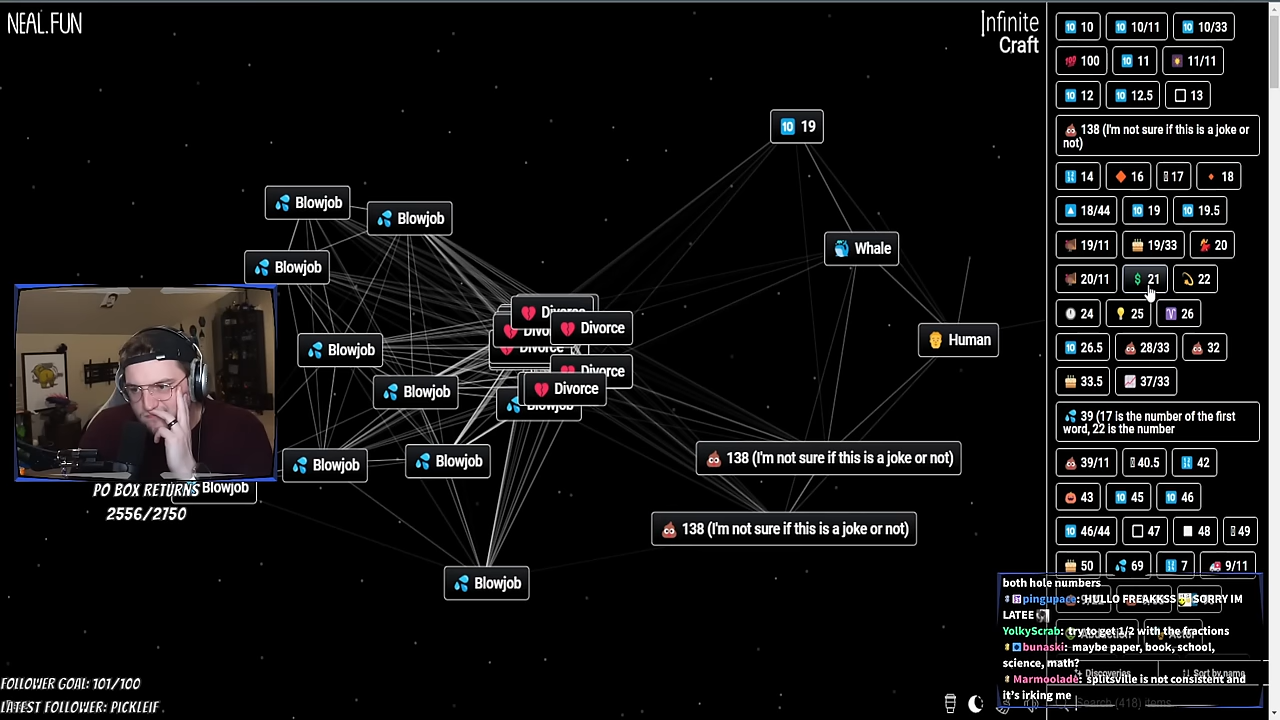 NEAL.FUN
Infinite
Craft
19
Blowjob
Blowjob
Whale
Blowjob
Divorce
Divorce
Human
Blowjob
Divorce
Divorce
Blowjob
Divorce
Blowjob
138 (I'm not sure if this is a joke or not)
Blowjob
Blowjob
Blowjob
138 (I'm not sure if this is a joke or not)
Blowjob
PO BOX RETURNS
2556/2750
FOLLOWER GOAL: 101/100
LATEST FOLLOWER: PICKLEIF
10 10/11 10/33
100 11 11/11
12 12.5 13
138 (I'm not sure if this is a joke or
not)
14 16 17 18
18/44 19 19.5
19/11 19/33 20
20/11 21 22
24 25 26
26.5 28/33 32
33.5 37/33
39 (17 is the number of the first
word, 22 is the number
39/11 40.5 42
43 45 46
46/44 47 48 49
50 69 7 9/11
both hole numbers
pingupace: HULLO FREAKKSS SORRY IM
LATEE
YolkyScrab: try to get 1/2 with the fractions
bunaski: maybe paper, book, school,
science, math?
Discoveries Sort by name
Marmoolade: splitsville is not consistent and
it's irking me
Search (418) items